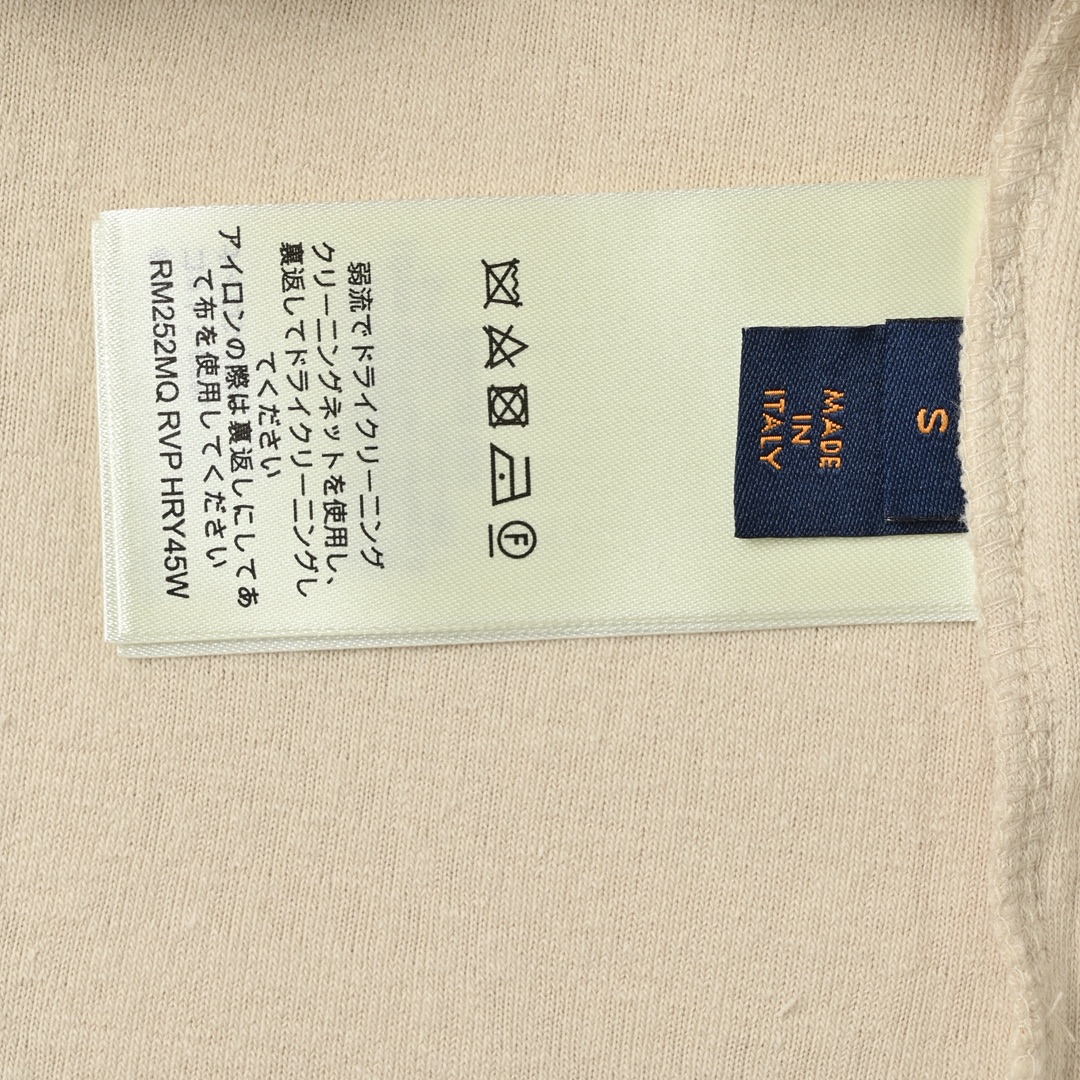 S
MADE
IN
ITALY
F
弱流でドライクリーニング
クリーニングネットを使用し、
裏返してドライクリーニングし
てください
アイロンの際は裏返しにしてあ
て布を使用してください
RM252MQ RVP HRY45W